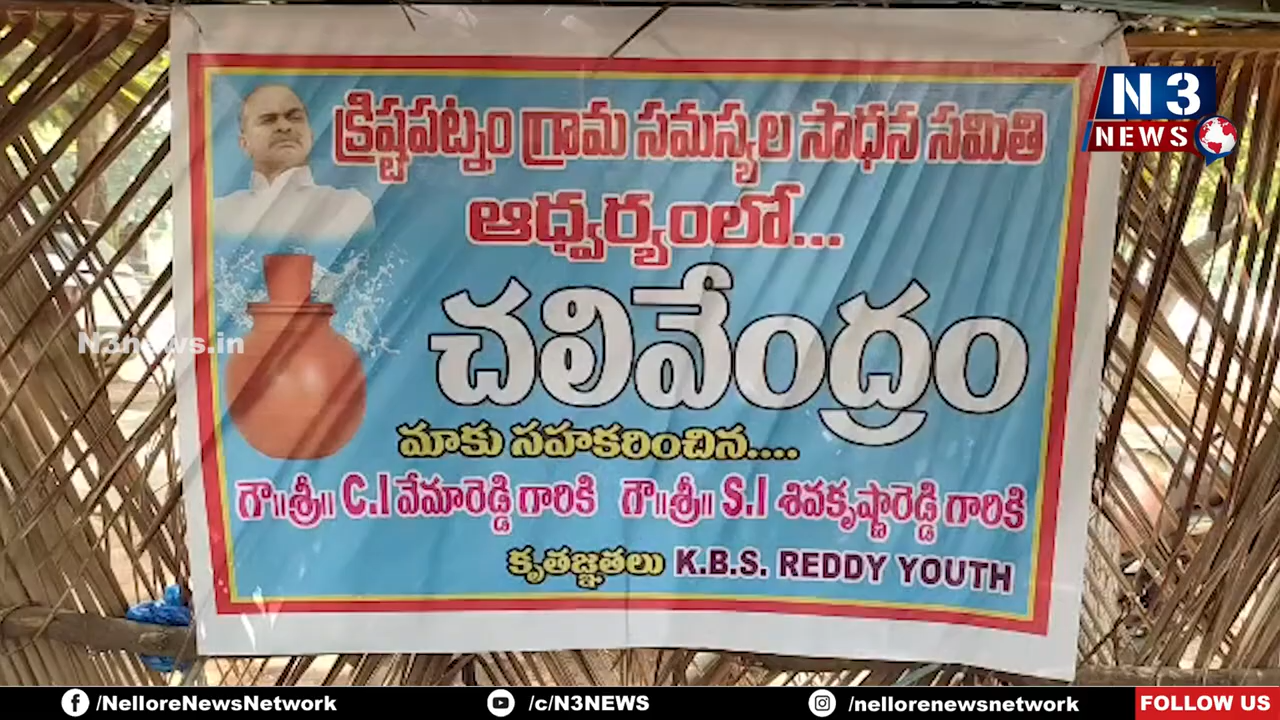 క్రిష్టపట్నం గ్రామ సమస్యల సాధన సమితి
ఆధ్వర్యంలో...
చలివేంద్రం
మాకు సహకరించిన....
గౌ||శ్రీ|| C.I వేమారెడ్డి గారికి గౌ||శ్రీ|| S.I శివకృష్ణారెడ్డి గారికి
కృతజ్ఞతలు K.B.S. REDDY YOUTH
N3
NEWS
N3news.in
/NelloreNewsNetwork
/c/N3NEWS
/nellorenewsnetwork
FOLLOW US